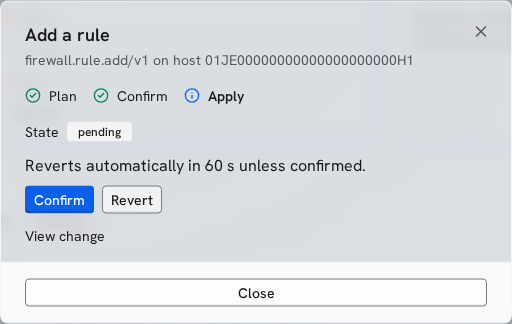 Add a rule
firewall.rule.add/v1 on host 01JE00000000000000000000H1
Plan Confirm Apply
State pending
Reverts automatically in 60 s unless confirmed.
Confirm Revert
View change
Close